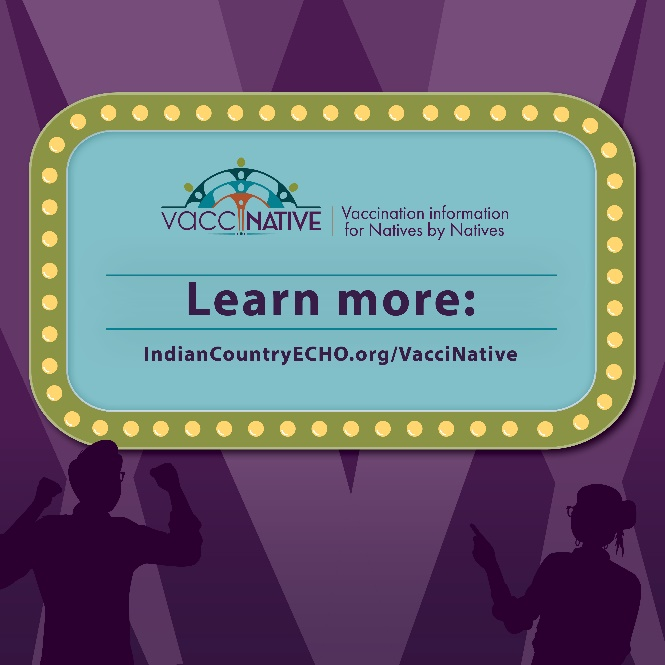 VACCINATIVE
Vaccination information
for Natives by Natives
Learn more:
IndianCountryECHO.org/VacciNative